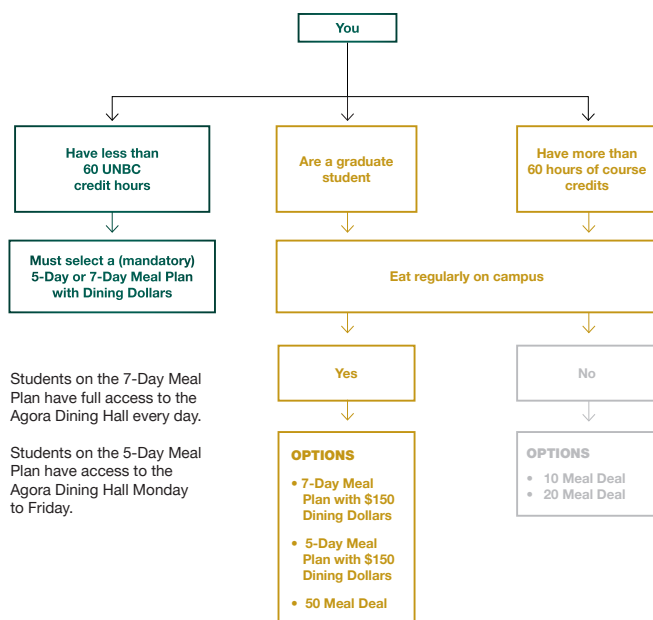 You
Have less than
60 UNBC
credit hours
Are a graduate
student
Have more than
60 hours of course
credits
Must select a (mandatory)
5-Day or 7-Day Meal Plan
with Dining Dollars
Eat regularly on campus
Yes
No
Students on the 7-Day Meal
Plan have full access to the
Agora Dining Hall every day.
Students on the 5-Day Meal
Plan have access to the
Agora Dining Hall Monday
to Friday.
OPTIONS
• 7-Day Meal
Plan with $150
Dining Dollars
• 5-Day Meal
Plan with $150
Dining Dollars
• 50 Meal Deal
OPTIONS
• 10 Meal Deal
• 20 Meal Deal